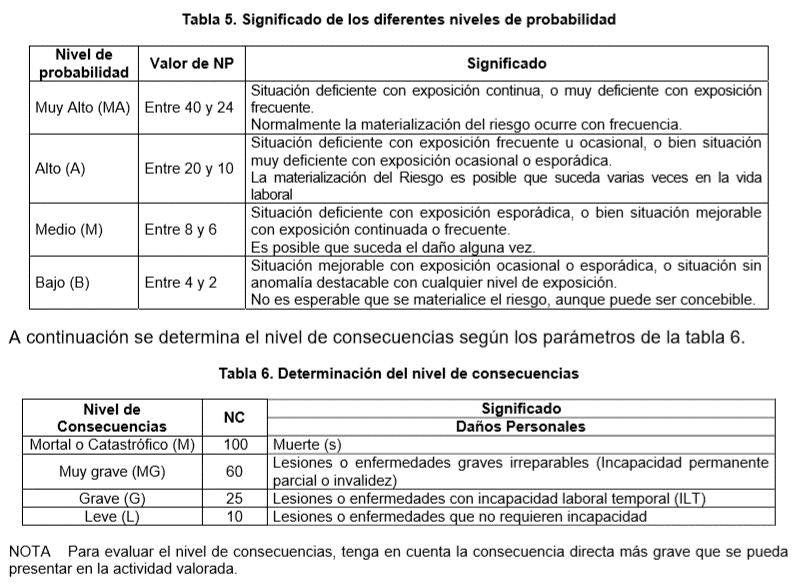 Tabla 5. Significado de los diferentes niveles de probabilidad
Nivel de probabilidad Valor de NP Significado
Muy Alto (MA) Entre 40 y 24 Situación deficiente con exposición continua, o muy deficiente con exposición
frecuente.
Normalmente la materialización del riesgo ocurre con frecuencia.
Alto (A) Entre 20 y 10 Situación deficiente con exposición frecuente u ocasional, o bien situación
muy deficiente con exposición ocasional o esporádica.
La materialización del Riesgo es posible que suceda varias veces en la vida
laboral
Medio (M) Entre 8 y 6 Situación deficiente con exposición esporádica, o bien situación mejorable
con exposición continuada o frecuente.
Es posible que suceda el daño alguna vez.
Bajo (B) Entre 4 y 2 Situación mejorable con exposición ocasional o esporádica, o situación sin
anomalía destacable con cualquier nivel de exposición.
No es esperable que se materialice el riesgo, aunque puede ser concebible.
A continuación se determina el nivel de consecuencias según los parámetros de la tabla 6.
Tabla 6. Determinación del nivel de consecuencias
Nivel de Consecuencias NC Significado
Daños Personales
Mortal o Catastrófico (M) 100 Muerte (s)
Muy grave (MG) 60 Lesiones o enfermedades graves irreparables (Incapacidad permanente
parcial o invalidez)
Grave (G) 25 Lesiones o enfermedades con incapacidad laboral temporal (ILT)
Leve (L) 10 Lesiones o enfermedades que no requieren incapacidad
NOTA Para evaluar el nivel de consecuencias, tenga en cuenta la consecuencia directa más grave que se pueda
presentar en la actividad valorada.